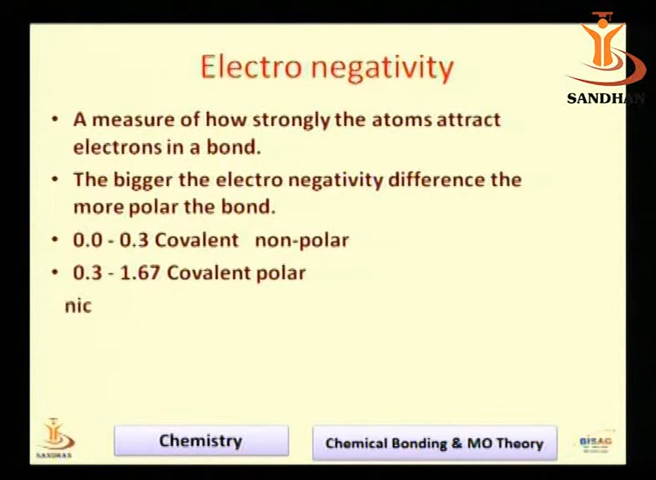 SANDHAN
Electro negativity
• A measure of how strongly the atoms attract
electrons in a bond.
• The bigger the electro negativity difference the
more polar the bond.
• 0.0 - 0.3 Covalent non-polar
• 0.3 - 1.67 Covalent polar
nic
SANDHAN
Chemistry
Chemical Bonding & MO Theory
BISAG